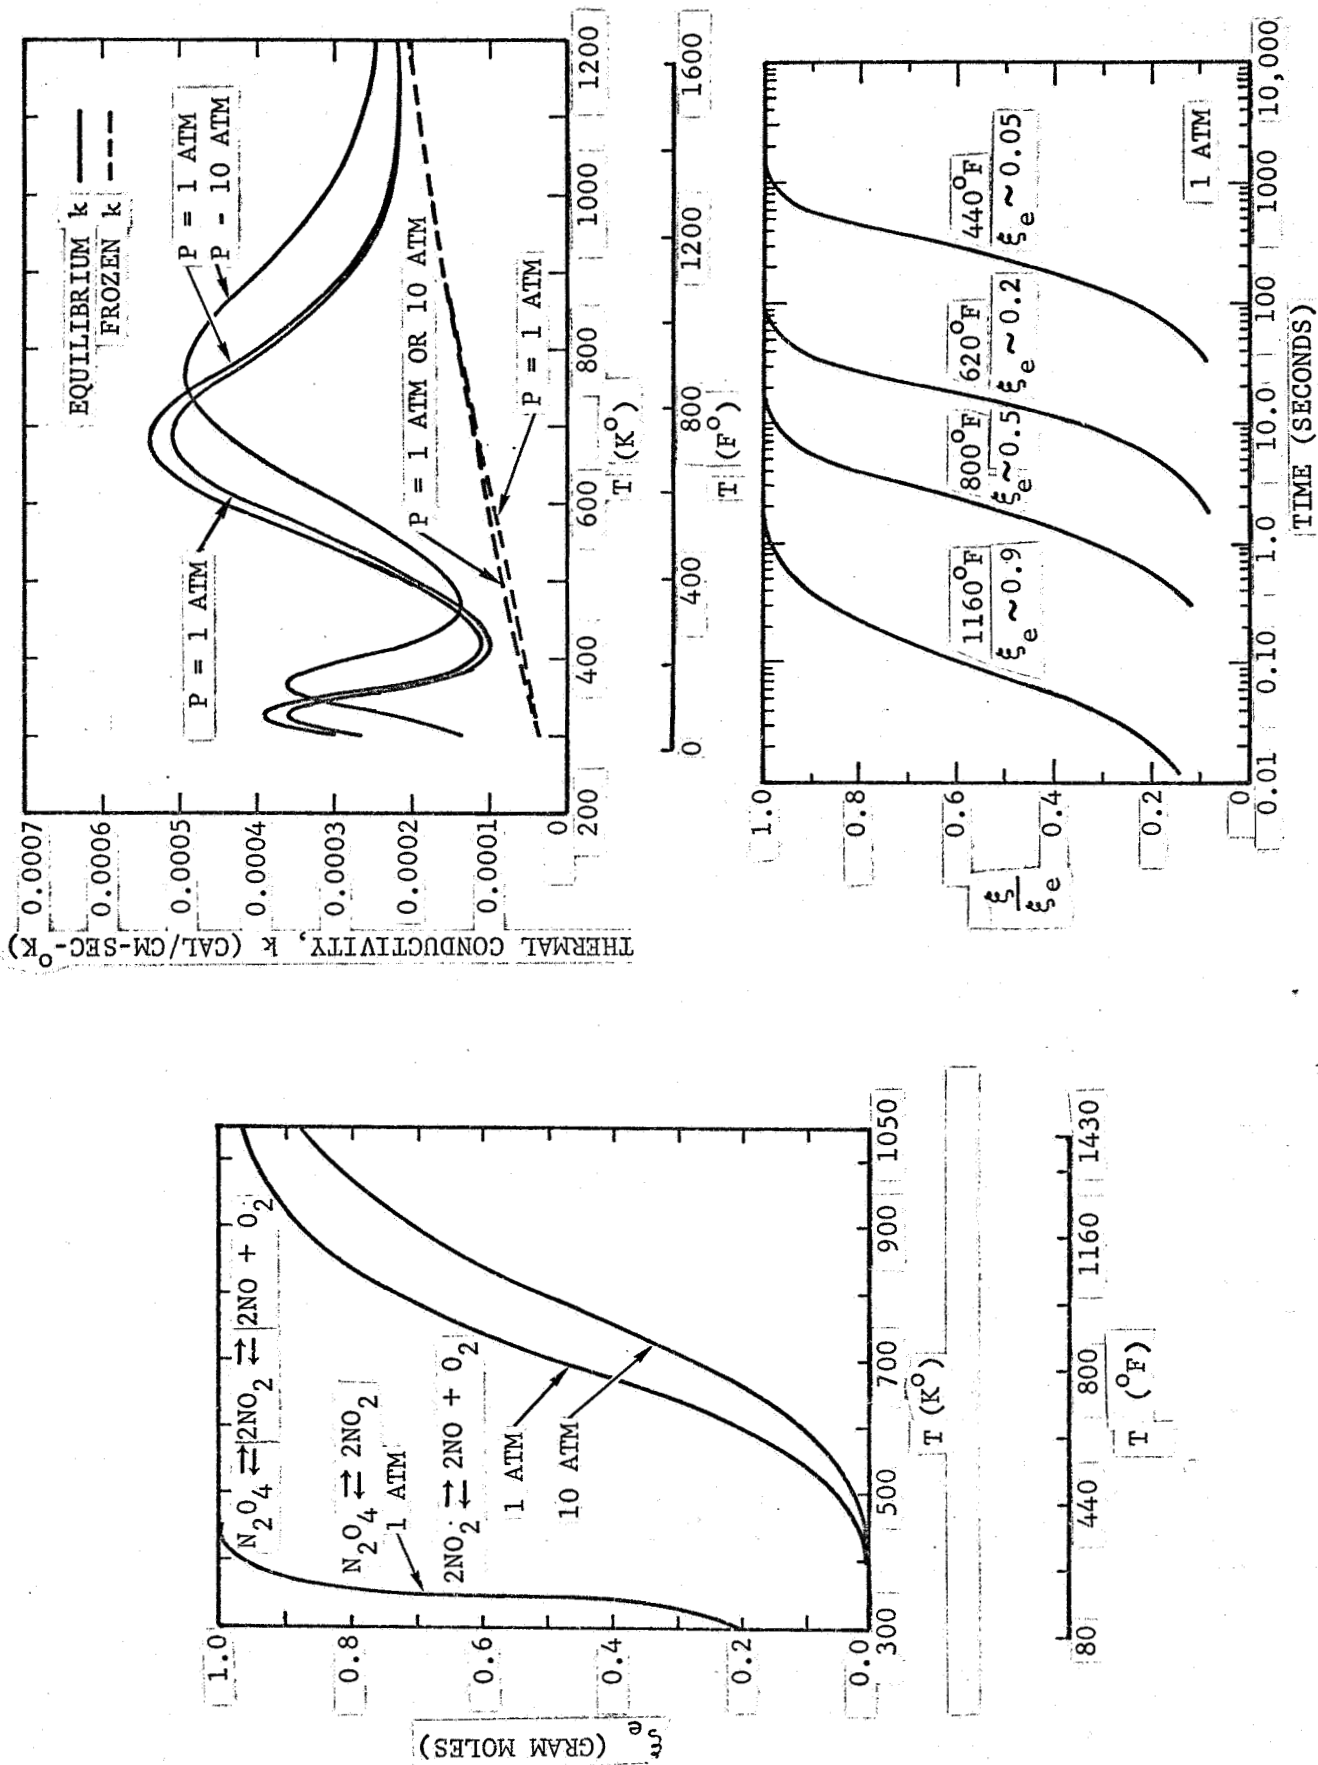 1.0
0.8
0.6
0.4
0.2
0.0
ξe (GRAM MOLES)
N2O4 ⇄ 2NO2 ⇄ 2NO + O2
N2O4 ⇄ 2NO2
1 ATM
2NO2 ⇄ 2NO + O2
1 ATM
10 ATM
300 500 700 900 1050
T (K°)
80 440 800 1160 1430
T (°F)
THERMAL CONDUCTIVITY, k (CAL/CM-SEC-°K)
0.0007
0.0006
0.0005
0.0004
0.0003
0.0002
0.0001
0
EQUILIBRIUM k
FROZEN k
P = 1 ATM
P - 10 ATM
P = 1 ATM
P = 1 ATM OR 10 ATM
P = 1 ATM
200 400 600 800 1000 1200
T (K°)
0 400 800 1200 1600
T (F°)
1.0
0.8
0.6
0.4
0.2
0
ξ/ξe
1160°F
ξe ~ 0.9
800°F
ξe ~ 0.5
620°F
ξe ~ 0.2
440°F
ξe ~ 0.05
1 ATM
0.01 0.10 1.0 10.0 100 1000 10,000
TIME (SECONDS)